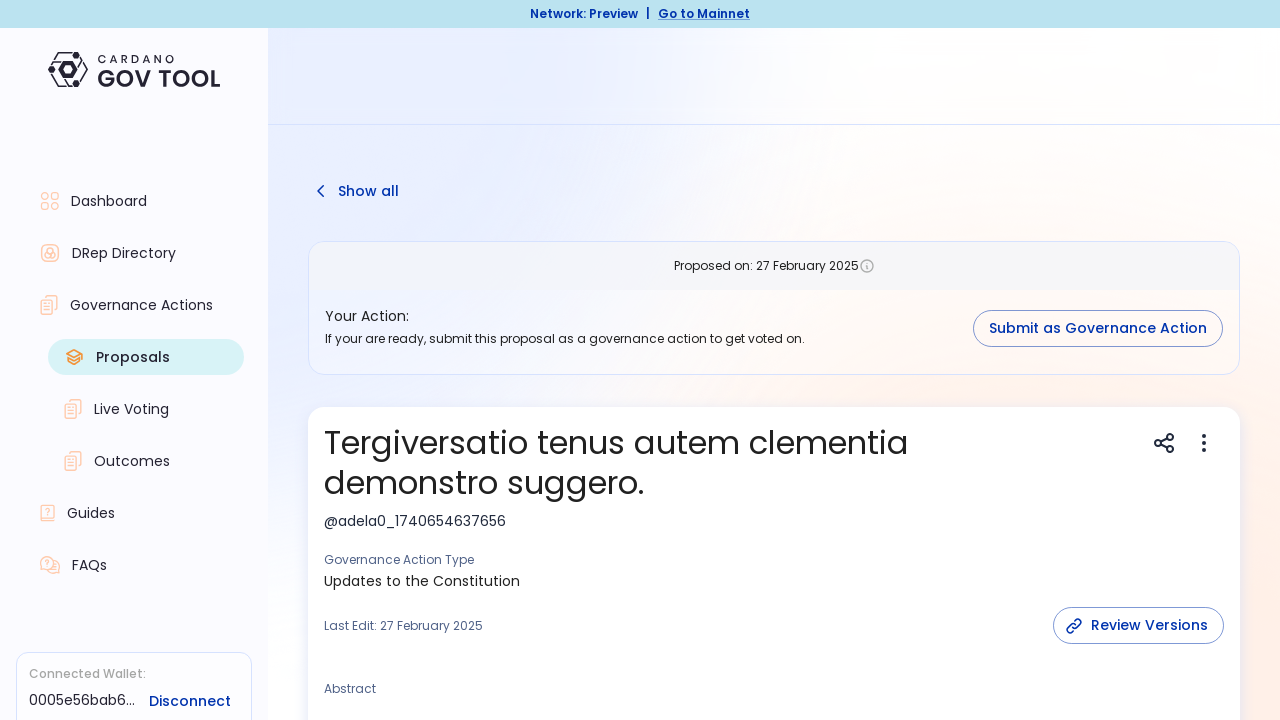 Network: Preview | Go to Mainnet
CARDANO
GOV TOOL
Dashboard
DRep Directory
Governance Actions
Proposals
Live Voting
Outcomes
Guides
FAQs
Connected Wallet:
0005e56bab6...
Disconnect
Show all
Proposed on: 27 February 2025
Your Action:
If your are ready, submit this proposal as a governance action to get voted on.
Submit as Governance Action
Tergiversatio tenus autem clementia
demonstro suggero.
@adela0_1740654637656
Governance Action Type
Updates to the Constitution
Last Edit: 27 February 2025
Review Versions
Abstract